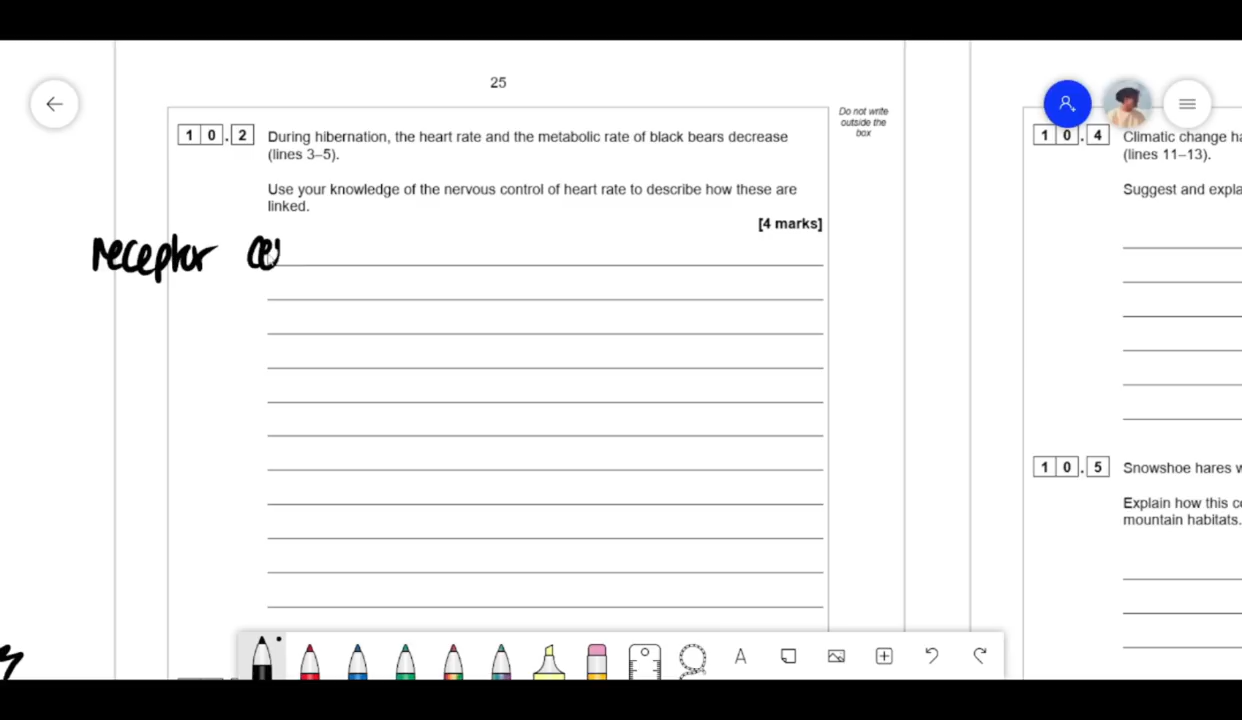 25
Do not write
outside the
box
1 0 . 2 During hibernation, the heart rate and the metabolic rate of black bears decrease
(lines 3–5).
Use your knowledge of the nervous control of heart rate to describe how these are
linked.
[4 marks]
receptor
1 0 . 4 Climatic change ha
(lines 11–13).
Suggest and expla
1 0 . 5 Snowshoe hares w
Explain how this c
mountain habitats.
A